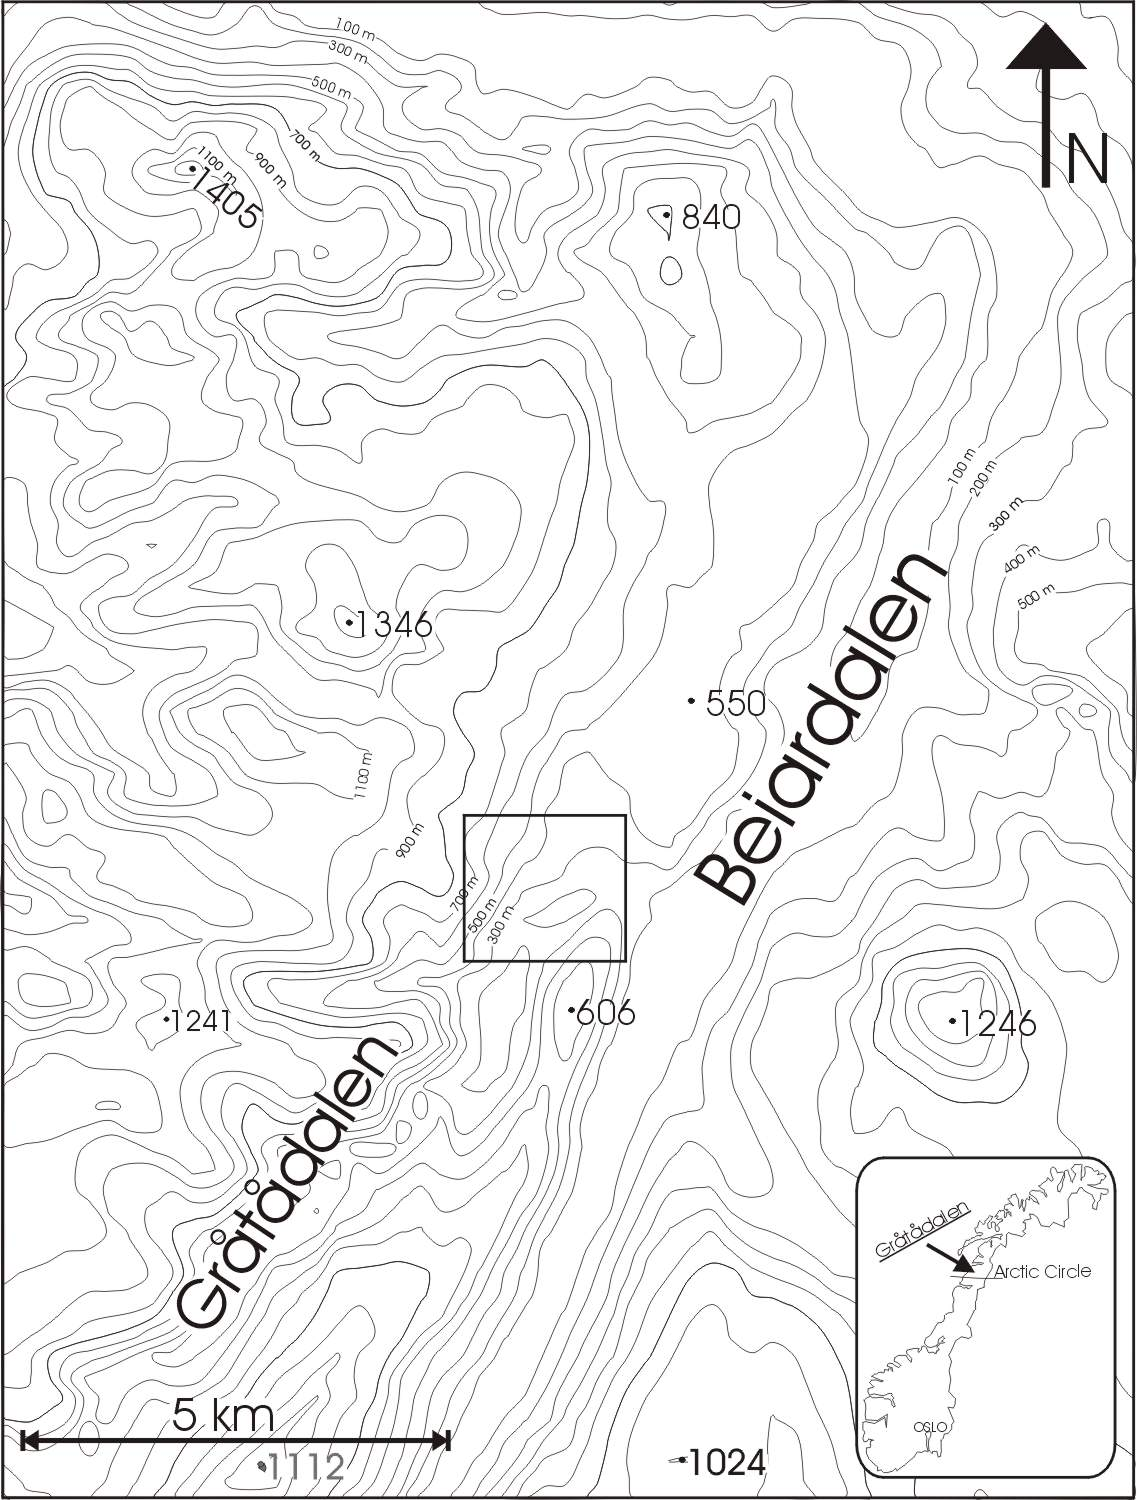 100 m
300 m
500 m
700 m
900 m
1100 m
1405
N
840
100 m
200 m
300 m
400 m
500 m
1346
550
Beiardalen
1100 m
900 m
700 m
500 m
300 m
606
1241
1246
Gråtådalen
Gråtådalen
Arctic Circle
OSLO
5 km
1112
1024